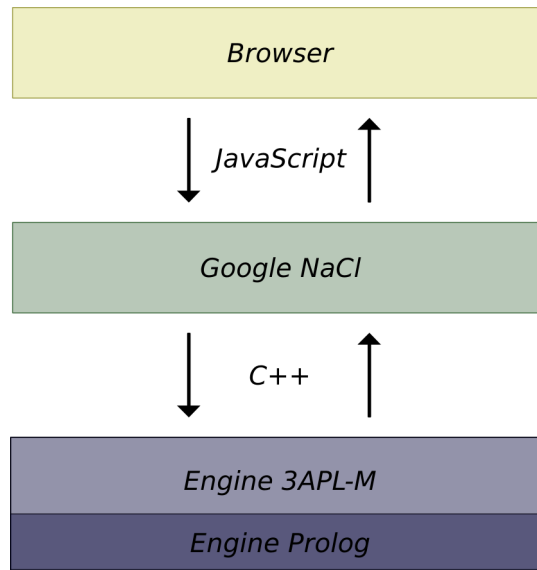 Browser
JavaScript
Google NaCl
C++
Engine 3APL-M
Engine Prolog